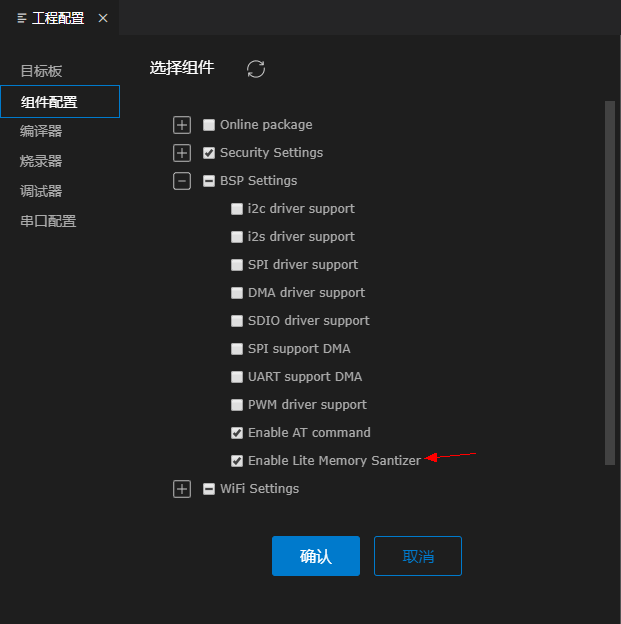 工程配置
目标板
组件配置
编译器
烧录器
调试器
串口配置
选择组件
Online package
Security Settings
BSP Settings
i2c driver support
i2s driver support
SPI driver support
DMA driver support
SDIO driver support
SPI support DMA
UART support DMA
PWM driver support
Enable AT command
Enable Lite Memory Santizer
WiFi Settings
确认 取消